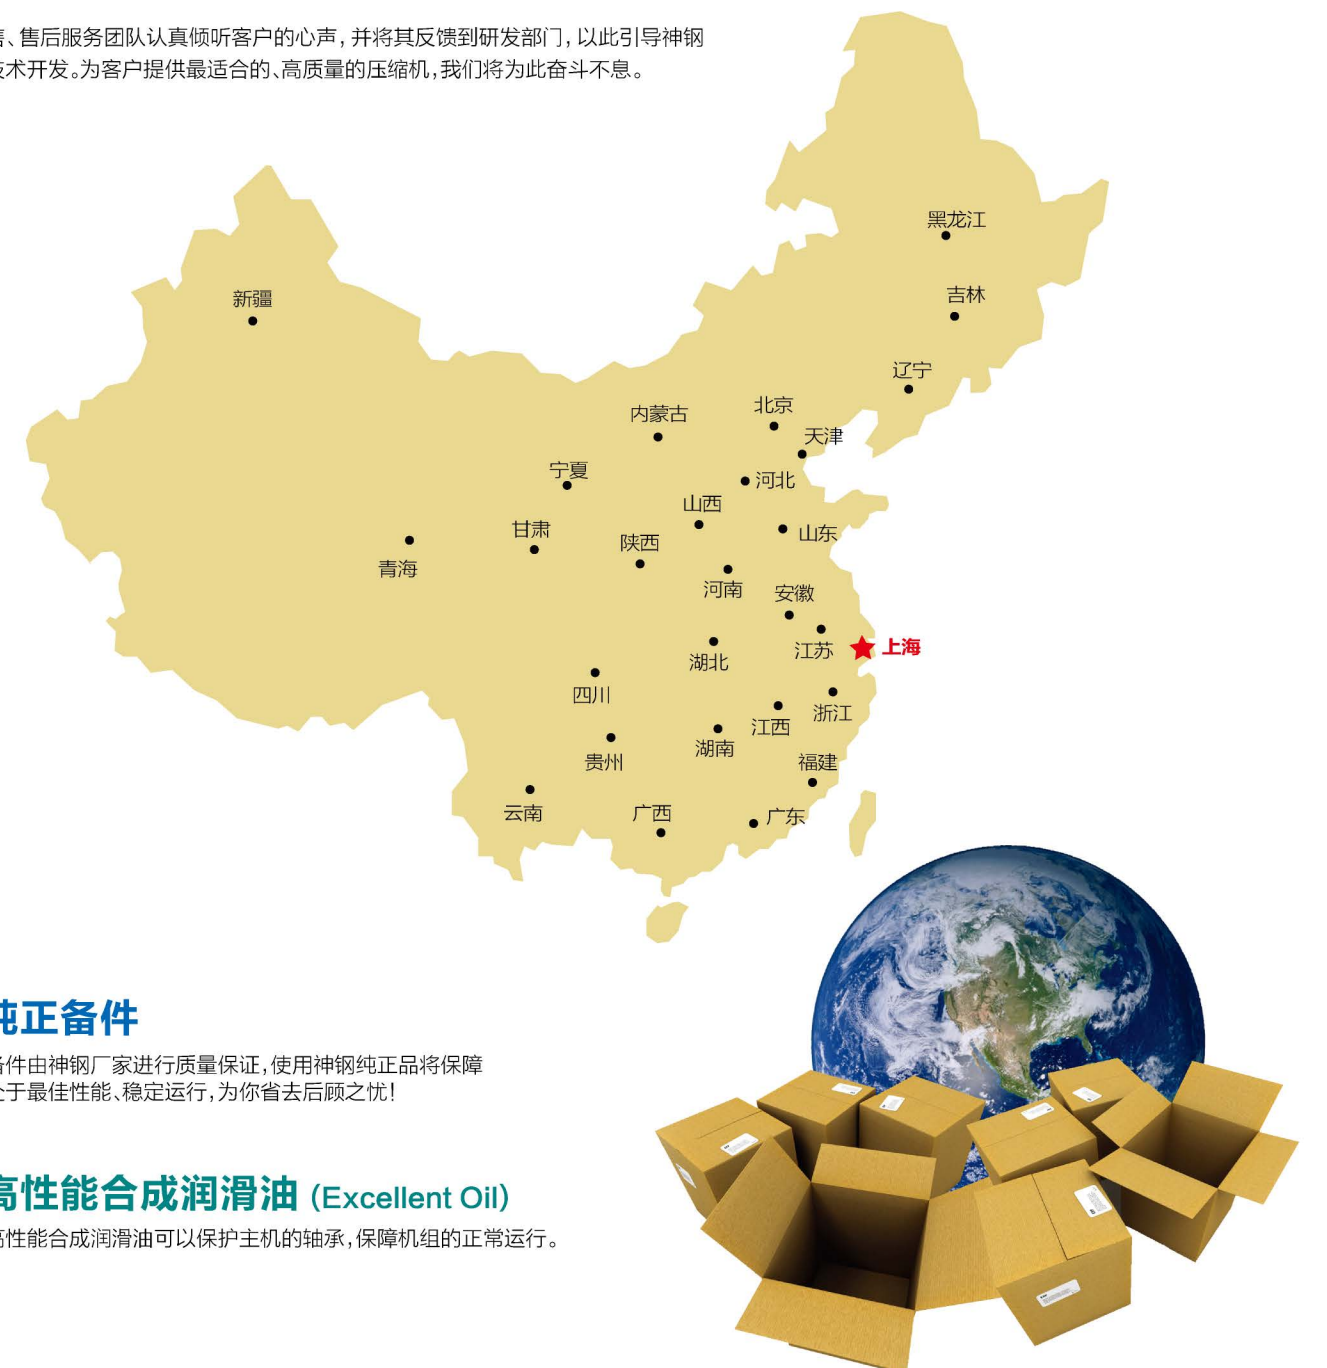 、售后服务团队认真倾听客户的心声,并将其反馈到研发部门,以此引导神钢
术开发。为客户提供最适合的、高质量的压缩机,我们将为此奋斗不息。
黑龙江
吉林
新疆
辽宁
北京
内蒙古
天津
宁夏
河北
山西
甘肃
山东
陕西
青海
河南
安徽
上海
江苏
湖北
四川
浙江
江西
湖南
贵州
福建
云南
广西
广东
纯正备件
备件由神钢厂家进行质量保证,使用神钢纯正品将保障
处于最佳性能、稳定运行,为你省去后顾之忧!
高性能合成润滑油 (Excellent Oil)
高性能合成润滑油可以保护主机的轴承,保障机组的正常运行。